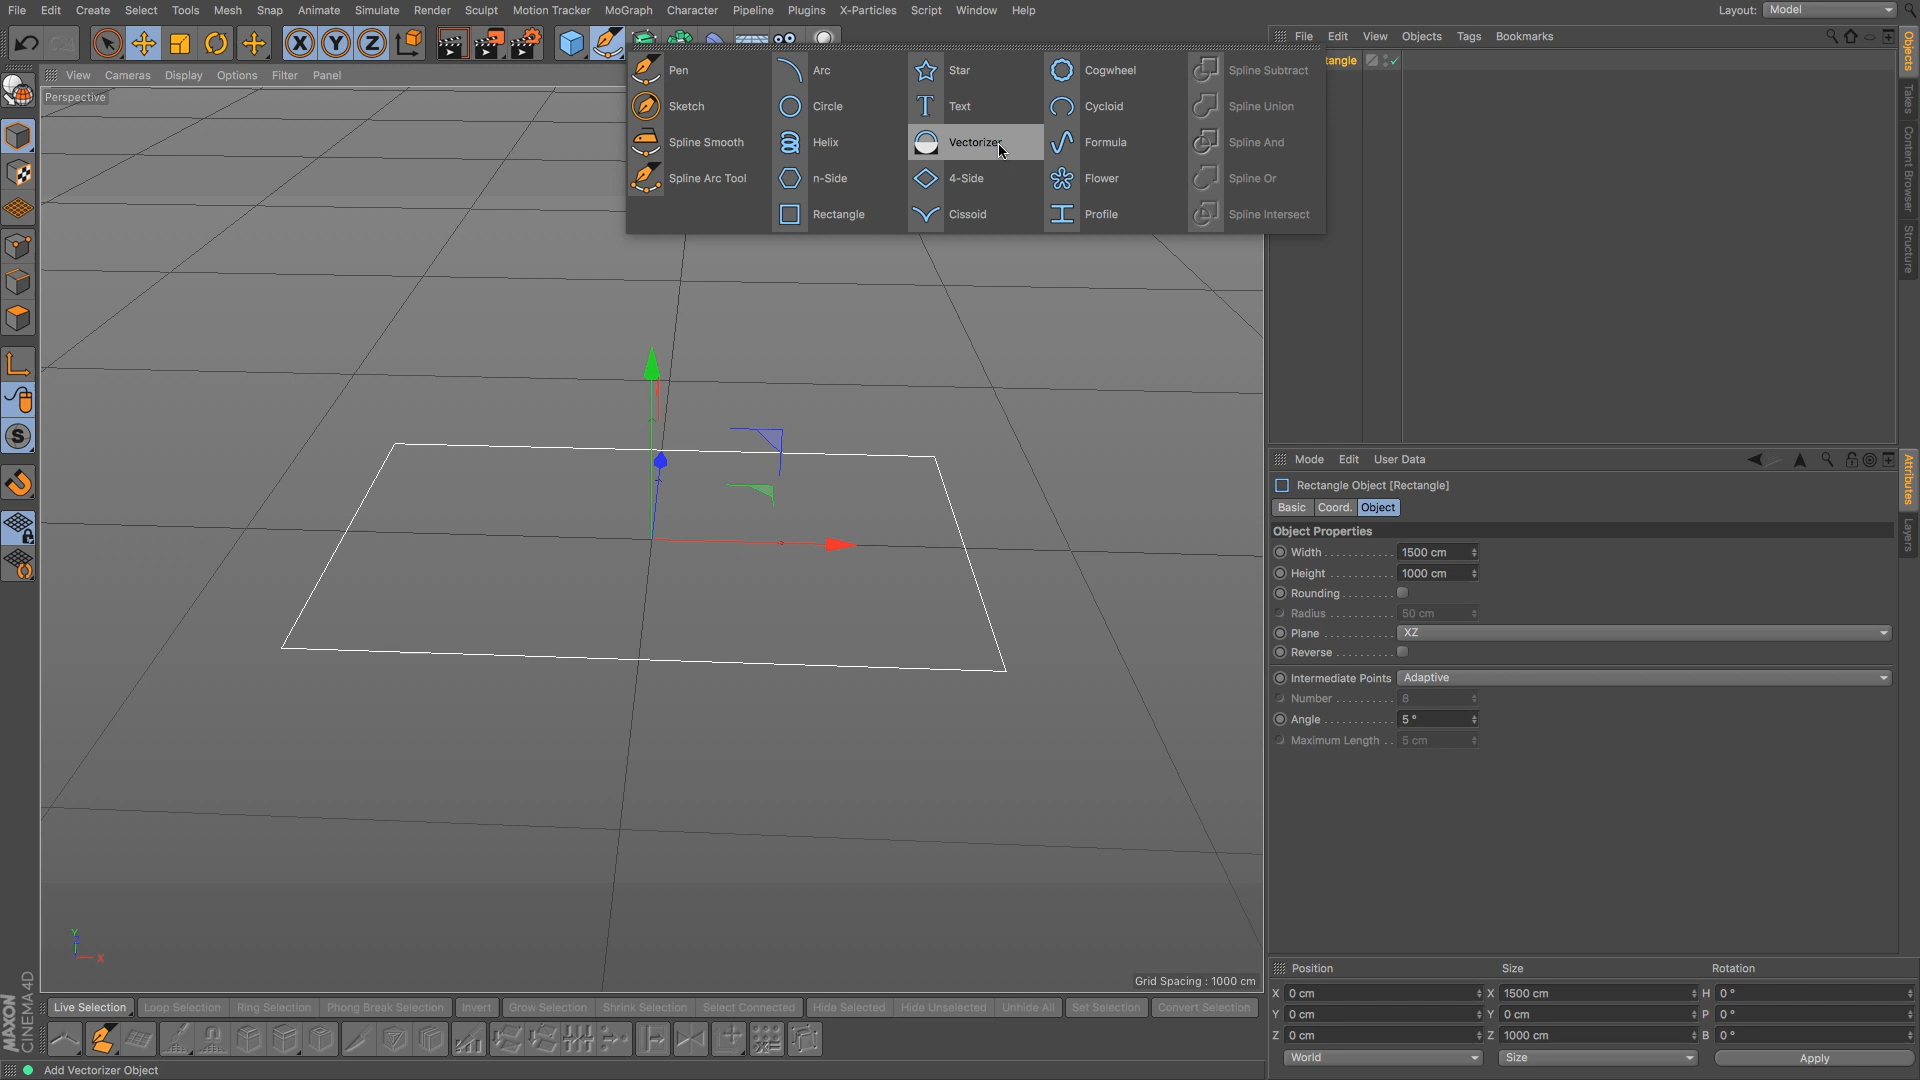 File Edit Create Select Tools Mesh Snap Animate Simulate Render Sculpt Motion Tracker MoGraph Character Pipeline Plugins X-Particles Script Window Help Layout: Model
File Edit View Objects Tags Bookmarks
View Cameras Display Options Filter Panel
Perspective
Pen Arc Star Cogwheel Spline Subtract
Sketch Circle Text Cycloid Spline Union
Spline Smooth Helix Vectorizer Formula Spline And
Spline Arc Tool n-Side 4-Side Flower Spline Or
Rectangle Cissoid Profile Spline Intersect
tangle
Objects
Takes
Content Browser
Structure
Mode Edit User Data
Attributes
Layers
Rectangle Object [Rectangle]
Basic Coord. Object
Object Properties
Width . . . . . . . . . . . 1500 cm
Height . . . . . . . . . . 1000 cm
Rounding . . . . . . . .
Radius . . . . . . . . . . 50 cm
Plane . . . . . . . . . . . XZ
Reverse . . . . . . . . .
Intermediate Points Adaptive
Number . . . . . . . . . 8
Angle . . . . . . . . . . . 5 °
Maximum Length . . 5 cm
Y
X
Grid Spacing : 1000 cm
Position Size Rotation
X 0 cm X 1500 cm H 0 °
Y 0 cm Y 0 cm P 0 °
Z 0 cm Z 1000 cm B 0 °
World Size Apply
Live Selection Loop Selection Ring Selection Phong Break Selection Invert Grow Selection Shrink Selection Select Connected Hide Selected Hide Unselected Unhide All Set Selection Convert Selection
MAXON
CINEMA 4D
Add Vectorizer Object